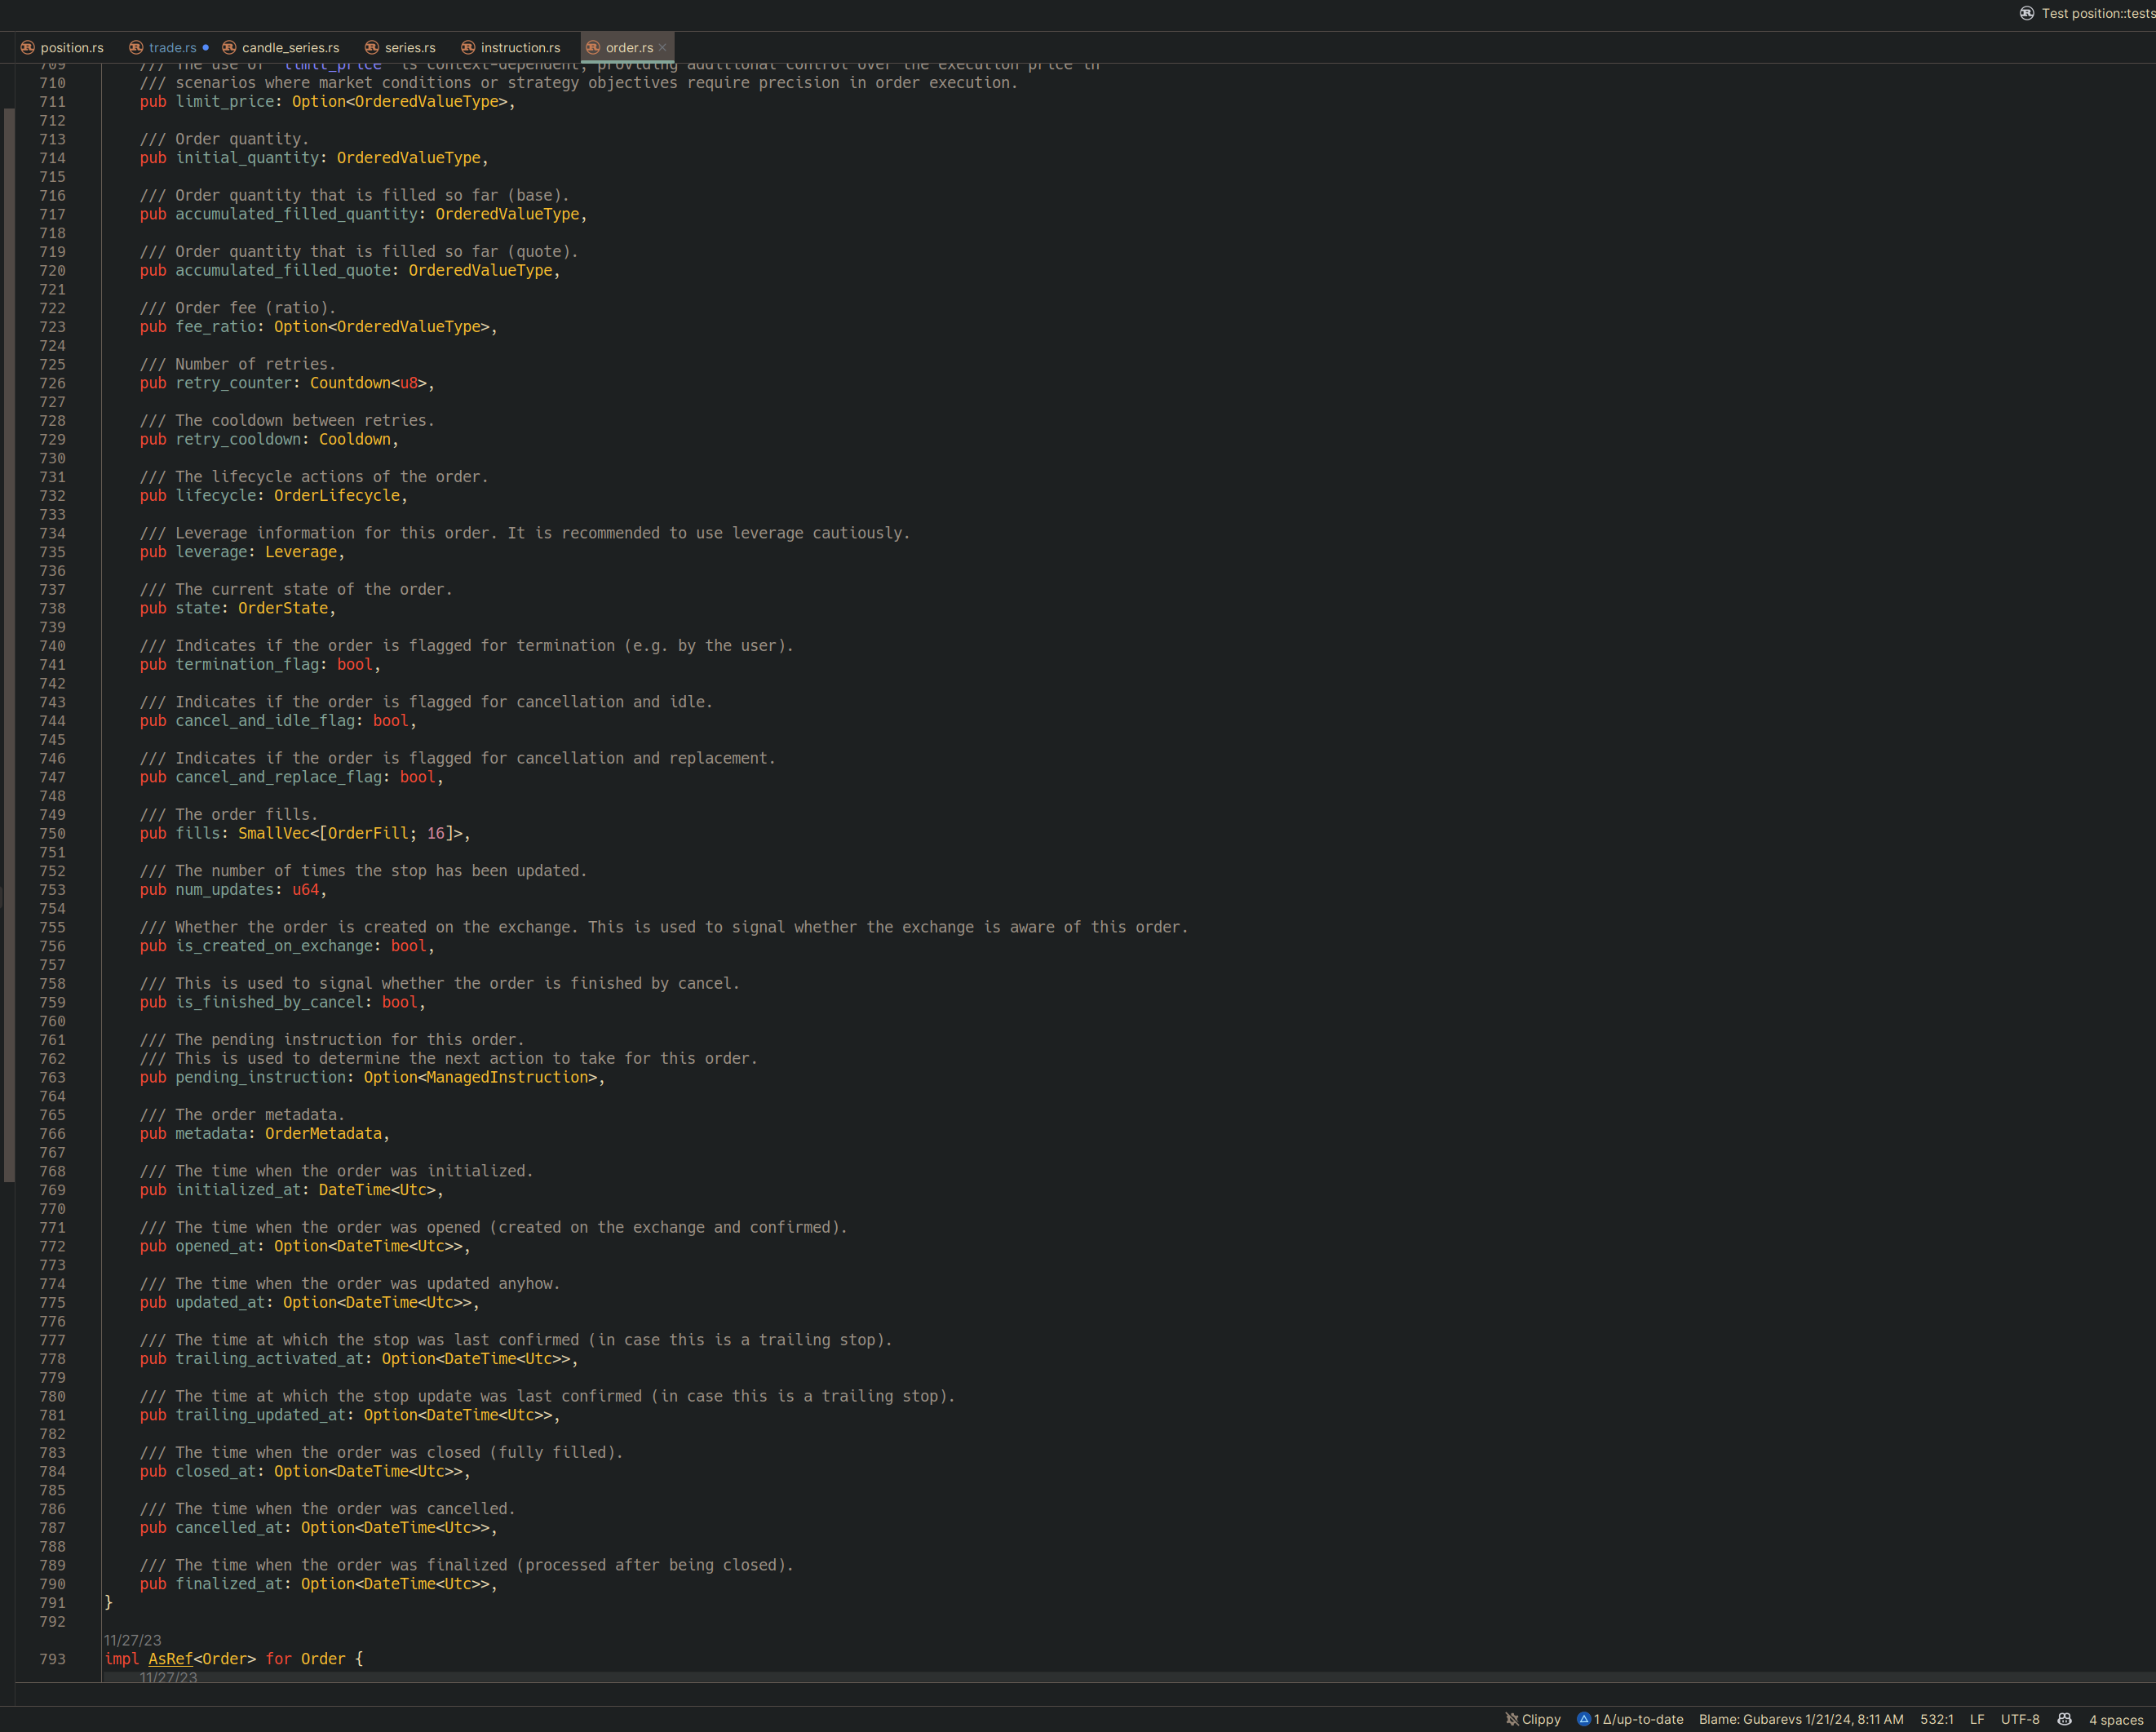 Test position::tests
position.rs trade.rs candle_series.rs series.rs instruction.rs order.rs
709 /// The use of `limit_price` is context-dependent, providing additional control over the execution price in
710 /// scenarios where market conditions or strategy objectives require precision in order execution.
711 pub limit_price: Option<OrderedValueType>,
712
713 /// Order quantity.
714 pub initial_quantity: OrderedValueType,
715
716 /// Order quantity that is filled so far (base).
717 pub accumulated_filled_quantity: OrderedValueType,
718
719 /// Order quantity that is filled so far (quote).
720 pub accumulated_filled_quote: OrderedValueType,
721
722 /// Order fee (ratio).
723 pub fee_ratio: Option<OrderedValueType>,
724
725 /// Number of retries.
726 pub retry_counter: Countdown<u8>,
727
728 /// The cooldown between retries.
729 pub retry_cooldown: Cooldown,
730
731 /// The lifecycle actions of the order.
732 pub lifecycle: OrderLifecycle,
733
734 /// Leverage information for this order. It is recommended to use leverage cautiously.
735 pub leverage: Leverage,
736
737 /// The current state of the order.
738 pub state: OrderState,
739
740 /// Indicates if the order is flagged for termination (e.g. by the user).
741 pub termination_flag: bool,
742
743 /// Indicates if the order is flagged for cancellation and idle.
744 pub cancel_and_idle_flag: bool,
745
746 /// Indicates if the order is flagged for cancellation and replacement.
747 pub cancel_and_replace_flag: bool,
748
749 /// The order fills.
750 pub fills: SmallVec<[OrderFill; 16]>,
751
752 /// The number of times the stop has been updated.
753 pub num_updates: u64,
754
755 /// Whether the order is created on the exchange. This is used to signal whether the exchange is aware of this order.
756 pub is_created_on_exchange: bool,
757
758 /// This is used to signal whether the order is finished by cancel.
759 pub is_finished_by_cancel: bool,
760
761 /// The pending instruction for this order.
762 /// This is used to determine the next action to take for this order.
763 pub pending_instruction: Option<ManagedInstruction>,
764
765 /// The order metadata.
766 pub metadata: OrderMetadata,
767
768 /// The time when the order was initialized.
769 pub initialized_at: DateTime<Utc>,
770
771 /// The time when the order was opened (created on the exchange and confirmed).
772 pub opened_at: Option<DateTime<Utc>>,
773
774 /// The time when the order was updated anyhow.
775 pub updated_at: Option<DateTime<Utc>>,
776
777 /// The time at which the stop was last confirmed (in case this is a trailing stop).
778 pub trailing_activated_at: Option<DateTime<Utc>>,
779
780 /// The time at which the stop update was last confirmed (in case this is a trailing stop).
781 pub trailing_updated_at: Option<DateTime<Utc>>,
782
783 /// The time when the order was closed (fully filled).
784 pub closed_at: Option<DateTime<Utc>>,
785
786 /// The time when the order was cancelled.
787 pub cancelled_at: Option<DateTime<Utc>>,
788
789 /// The time when the order was finalized (processed after being closed).
790 pub finalized_at: Option<DateTime<Utc>>,
791 }
792
11/27/23
793 impl AsRef<Order> for Order {
11/27/23
Clippy 1 Δ/up-to-date Blame: Gubarevs 1/21/24, 8:11 AM 532:1 LF UTF-8 4 spaces